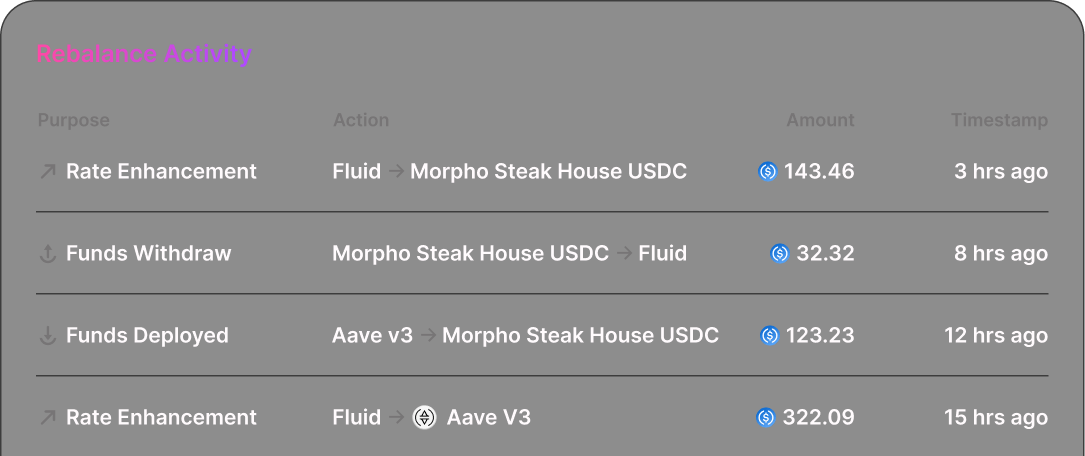 Rebalance Activity
Purpose Action Amount Timestamp
Rate Enhancement Fluid → Morpho Steak House USDC 143.46 3 hrs ago
Funds Withdraw Morpho Steak House USDC → Fluid 32.32 8 hrs ago
Funds Deployed Aave v3 → Morpho Steak House USDC 123.23 12 hrs ago
Rate Enhancement Fluid → Aave V3 322.09 15 hrs ago